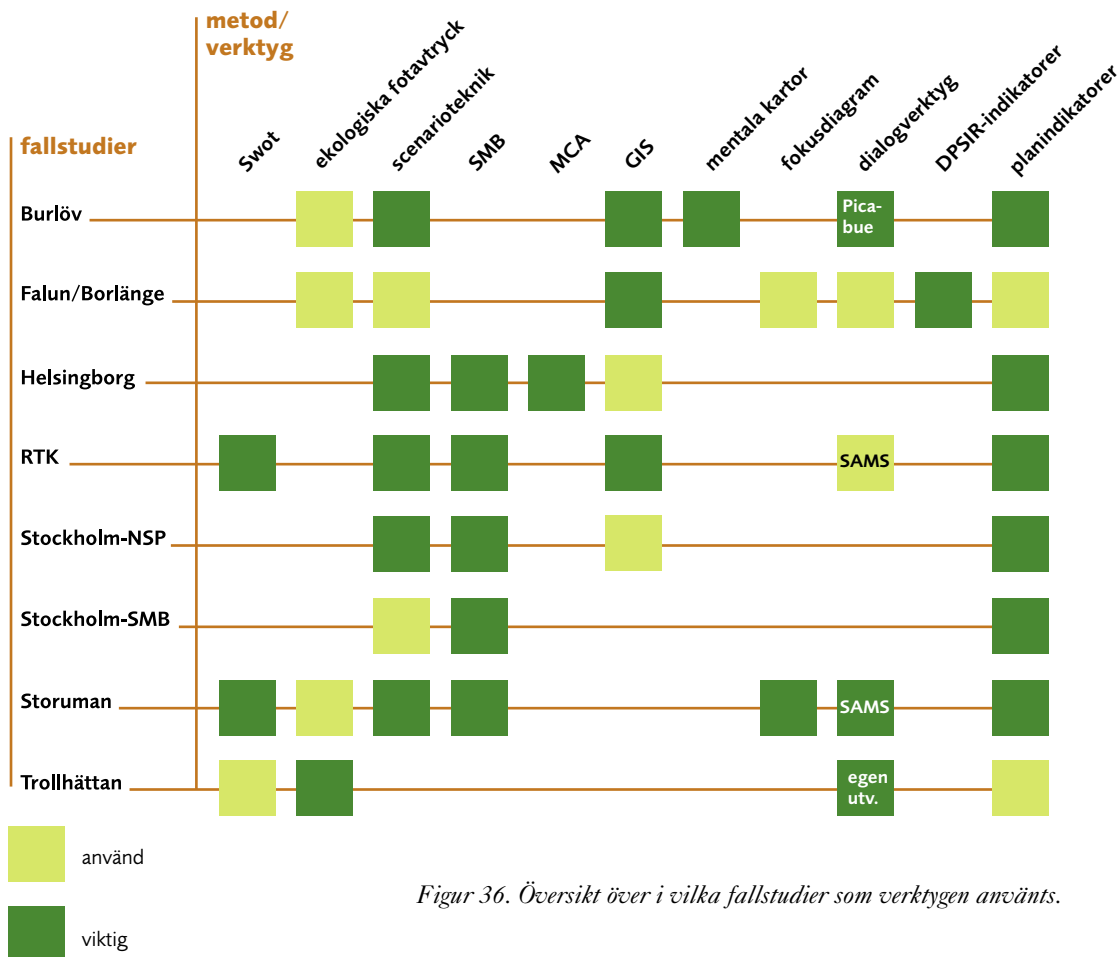 metod/
verktyg
fallstudier
Swot
ekologiska fotavtryck
scenarioteknik
SMB
MCA
GIS
mentala kartor
fokusdiagram
dialogverktyg
DPSIR-indikatorer
planindikatorer
Burlöv
Pica-
bue
Falun/Borlänge
Helsingborg
RTK
SAMS
Stockholm-NSP
Stockholm-SMB
Storuman
SAMS
Trollhättan
egen
utv.
använd
viktig
Figur 36. Översikt över i vilka fallstudier som verktygen använts.